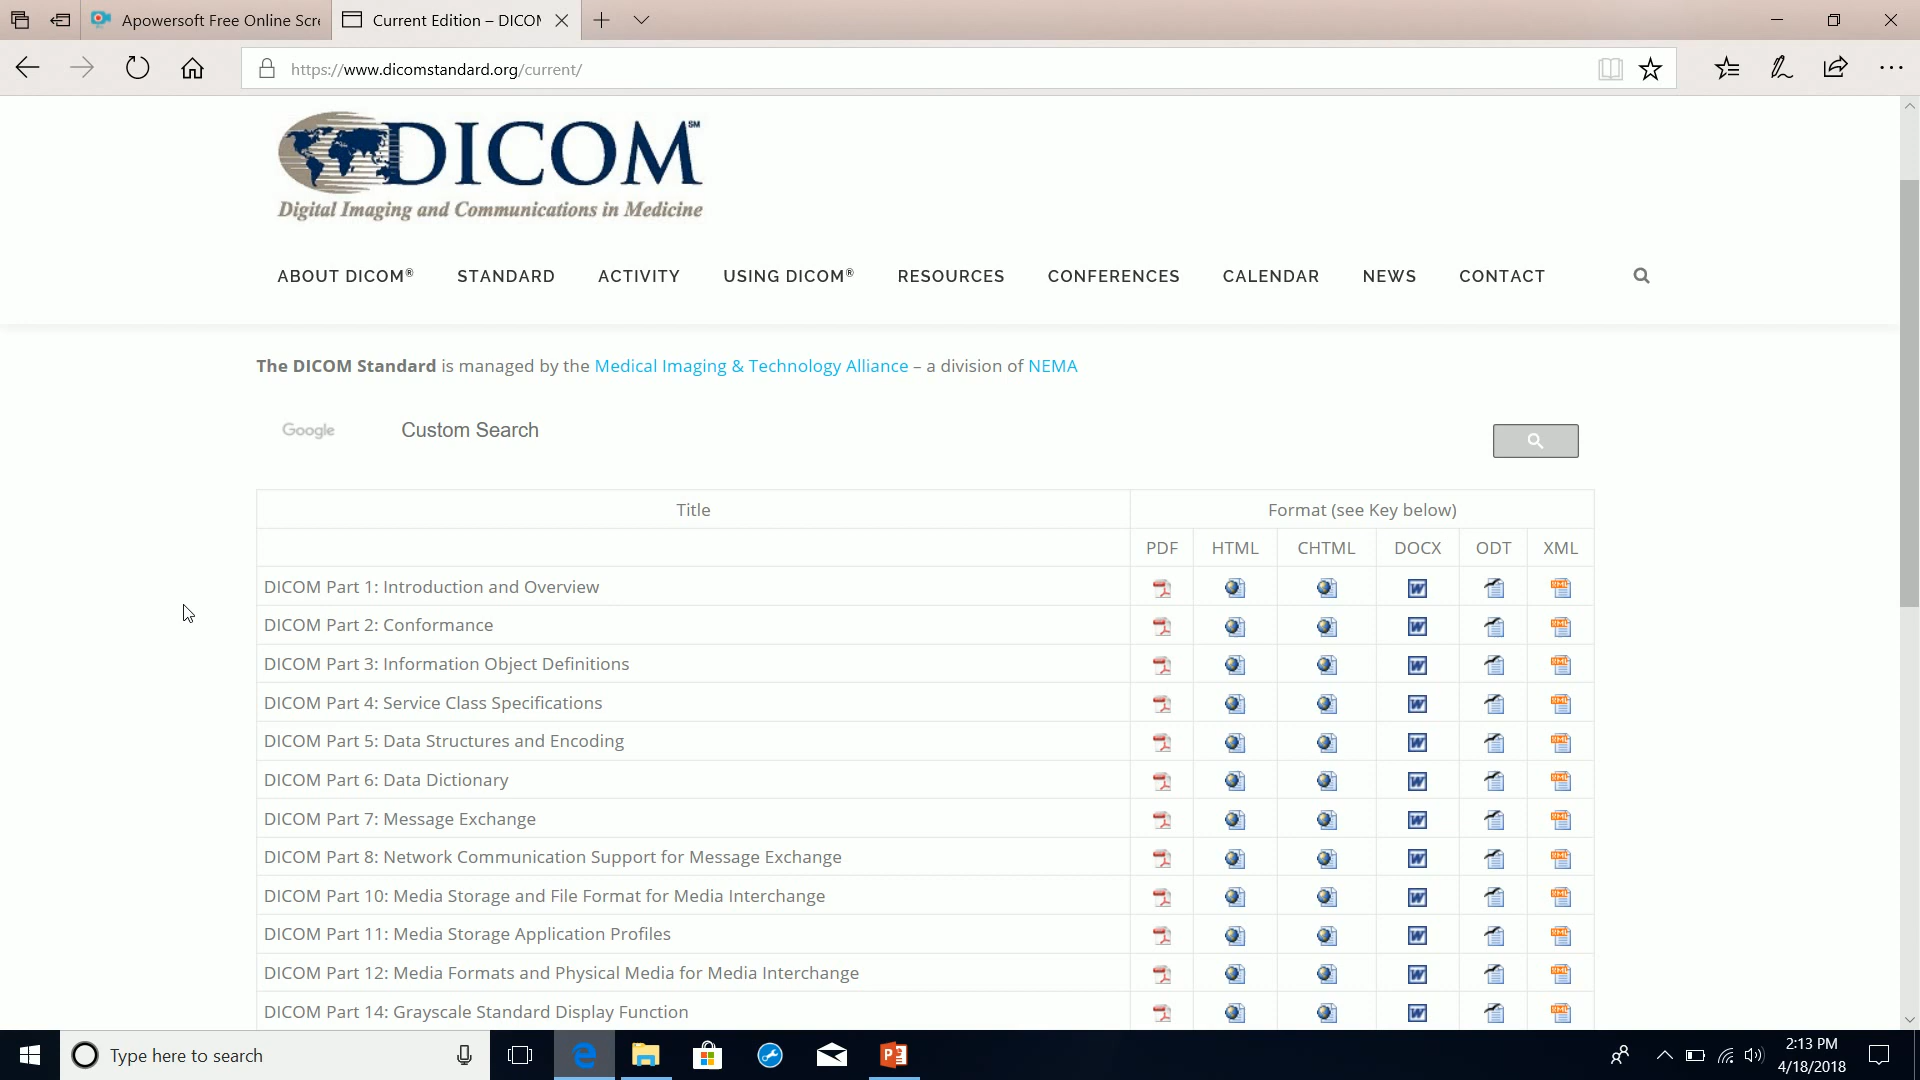 Apowersoft Free Online Scre
Current Edition – DICOM
https://www.dicomstandard.org/current/
DICOM SM
Digital Imaging and Communications in Medicine
ABOUT DICOM® STANDARD ACTIVITY USING DICOM® RESOURCES CONFERENCES CALENDAR NEWS CONTACT
The DICOM Standard is managed by the Medical Imaging & Technology Alliance – a division of NEMA
Google Custom Search
Title Format (see Key below)
PDF HTML CHTML DOCX ODT XML
DICOM Part 1: Introduction and Overview
DICOM Part 2: Conformance
DICOM Part 3: Information Object Definitions
DICOM Part 4: Service Class Specifications
DICOM Part 5: Data Structures and Encoding
DICOM Part 6: Data Dictionary
DICOM Part 7: Message Exchange
DICOM Part 8: Network Communication Support for Message Exchange
DICOM Part 10: Media Storage and File Format for Media Interchange
DICOM Part 11: Media Storage Application Profiles
DICOM Part 12: Media Formats and Physical Media for Media Interchange
DICOM Part 14: Grayscale Standard Display Function
Type here to search
2:13 PM
4/18/2018